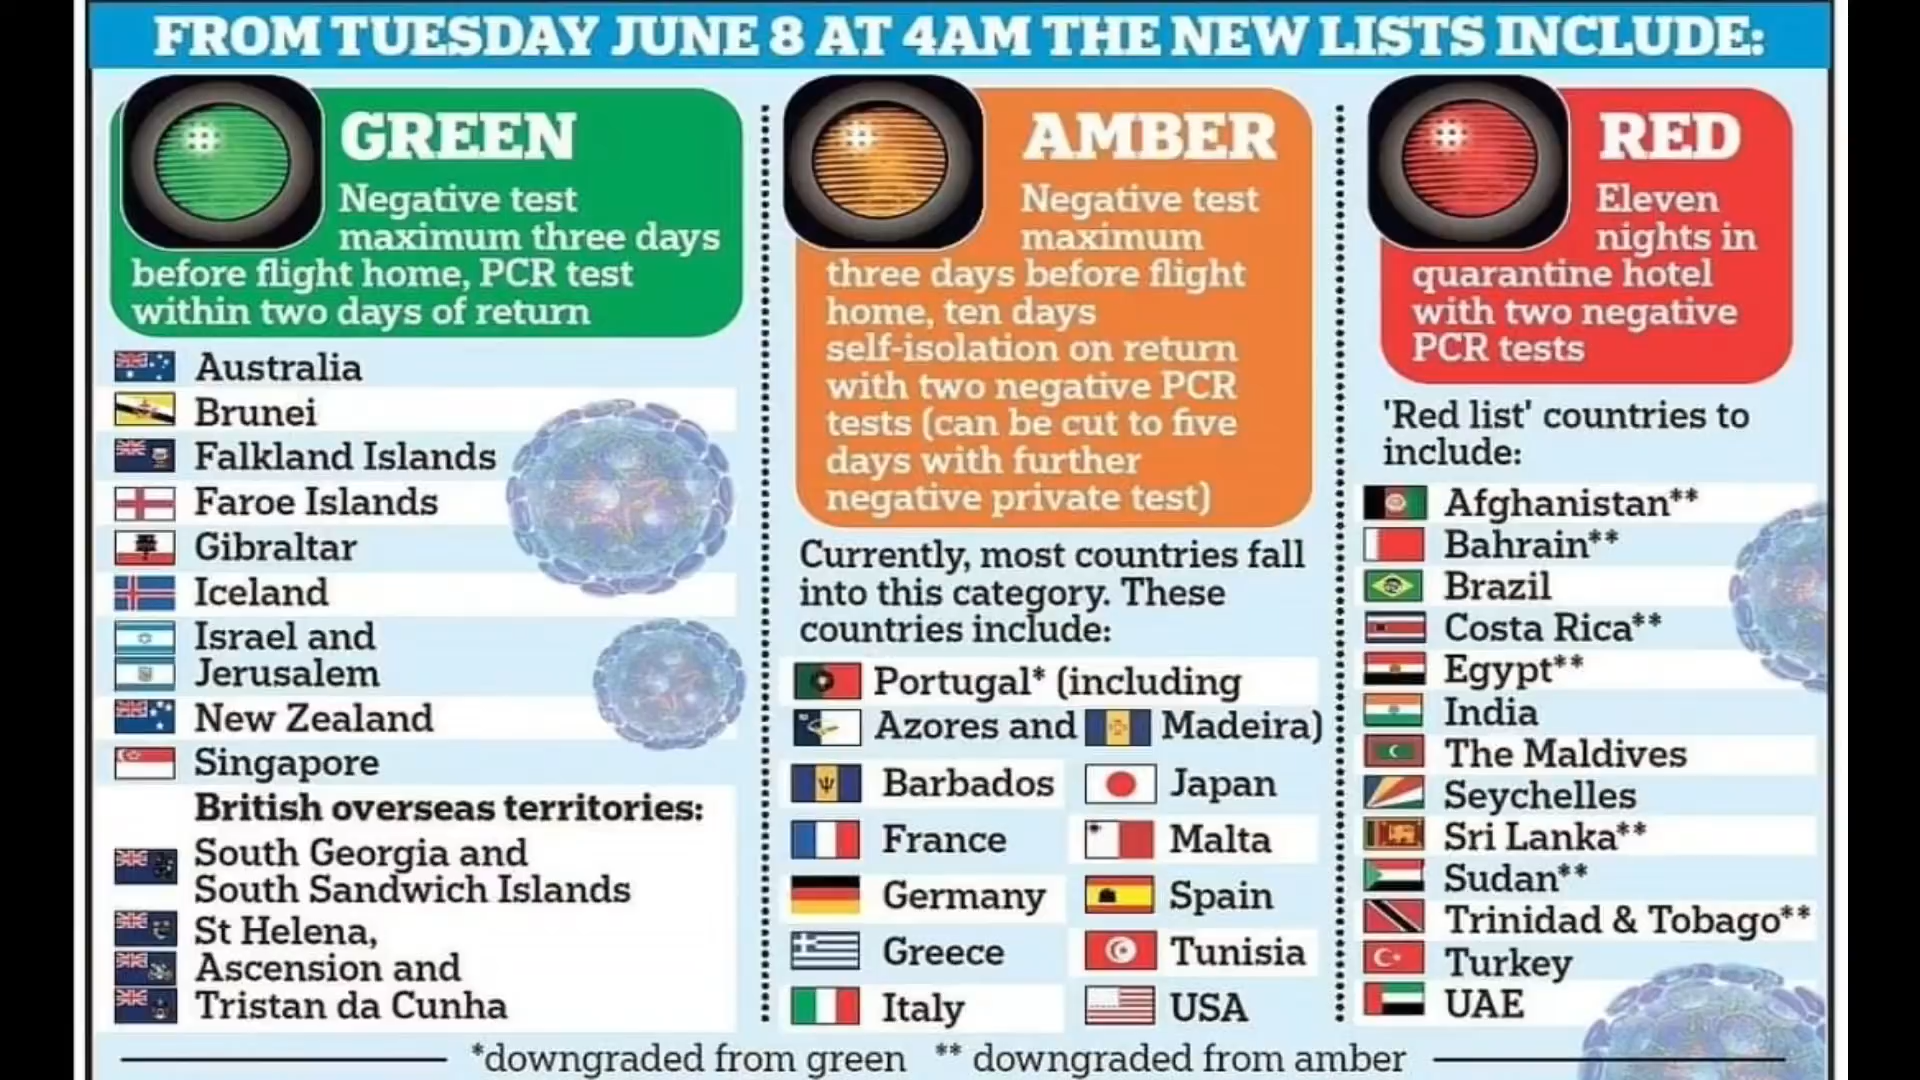 FROM TUESDAY JUNE 8 AT 4AM THE NEW LISTS INCLUDE:
GREEN
Negative test
maximum three days
before flight home, PCR test
within two days of return
Australia
Brunei
Falkland Islands
Faroe Islands
Gibraltar
Iceland
Israel and
Jerusalem
New Zealand
Singapore
British overseas territories:
South Georgia and
South Sandwich Islands
St Helena,
Ascension and
Tristan da Cunha
AMBER
Negative test
maximum
three days before flight
home, ten days
self-isolation on return
with two negative PCR
tests (can be cut to five
days with further
negative private test)
Currently, most countries fall
into this category. These
countries include:
Portugal* (including
Azores and Madeira)
Barbados
Japan
France
Malta
Germany
Spain
Greece
Tunisia
Italy
USA
RED
Eleven
nights in
quarantine hotel
with two negative
PCR tests
'Red list' countries to
include:
Afghanistan**
Bahrain**
Brazil
Costa Rica**
Egypt**
India
The Maldives
Seychelles
Sri Lanka**
Sudan**
Trinidad & Tobago**
Turkey
UAE
*downgraded from green ** downgraded from amber